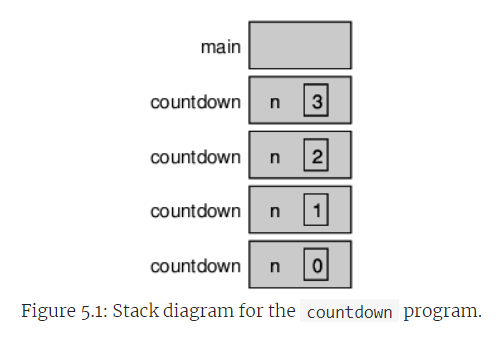 main
countdown n 3
countdown n 2
countdown n 1
countdown n 0
Figure 5.1: Stack diagram for the countdown program.